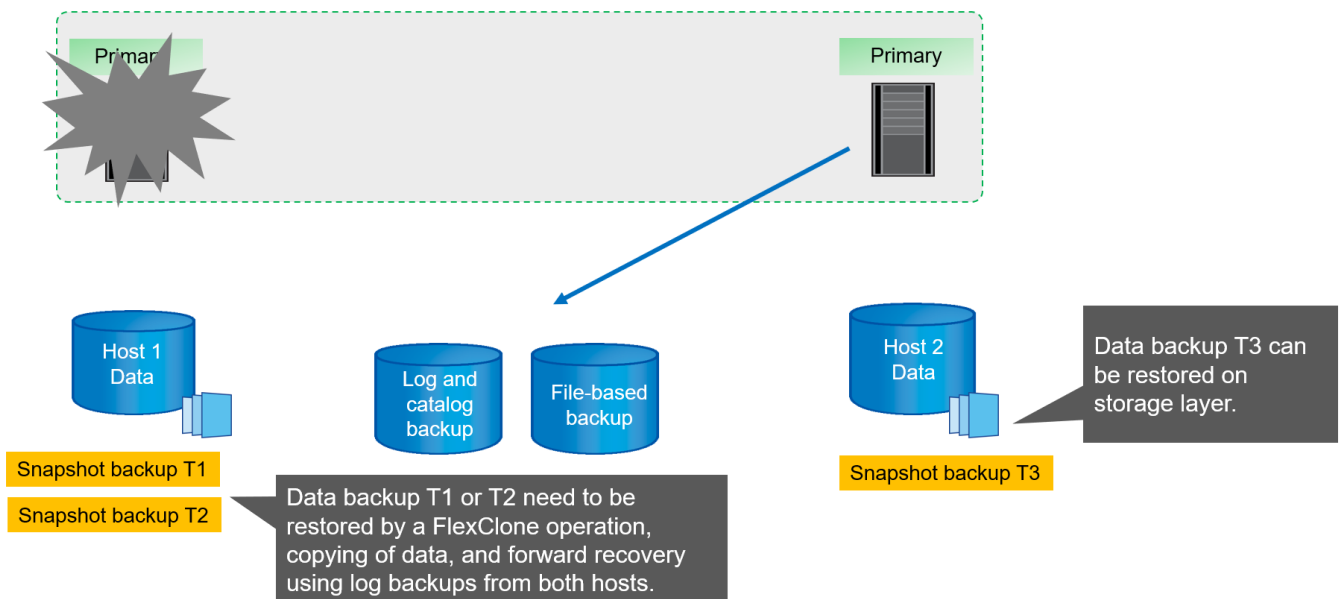 Primary
Primary
Host 1
Data
Log and
catalog
backup
File-based
backup
Host 2
Data
Data backup T3 can
be restored on
storage layer.
Snapshot backup T1
Snapshot backup T2
Snapshot backup T3
Data backup T1 or T2 need to be
restored by a FlexClone operation,
copying of data, and forward recovery
using log backups from both hosts.